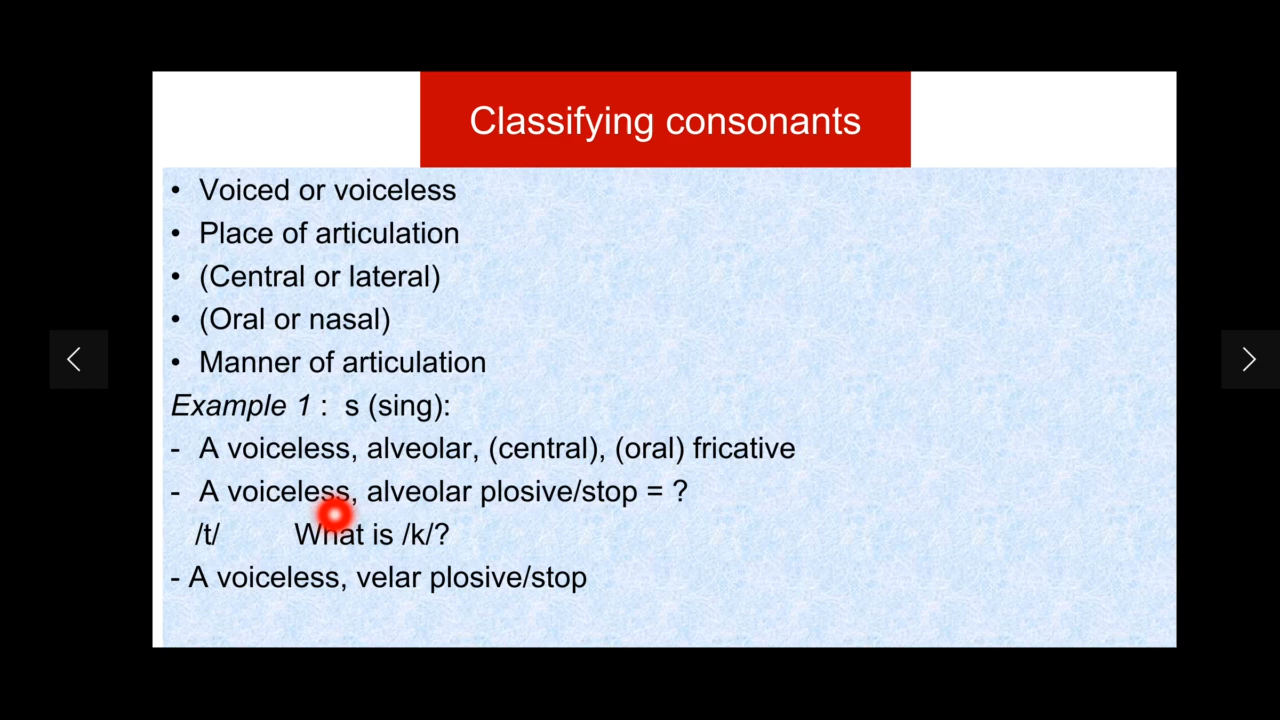 Classifying consonants
• Voiced or voiceless
• Place of articulation
• (Central or lateral)
• (Oral or nasal)
• Manner of articulation
Example 1 : s (sing):
- A voiceless, alveolar, (central), (oral) fricative
- A voiceless, alveolar plosive/stop = ?
/t/ What is /k/?
- A voiceless, velar plosive/stop